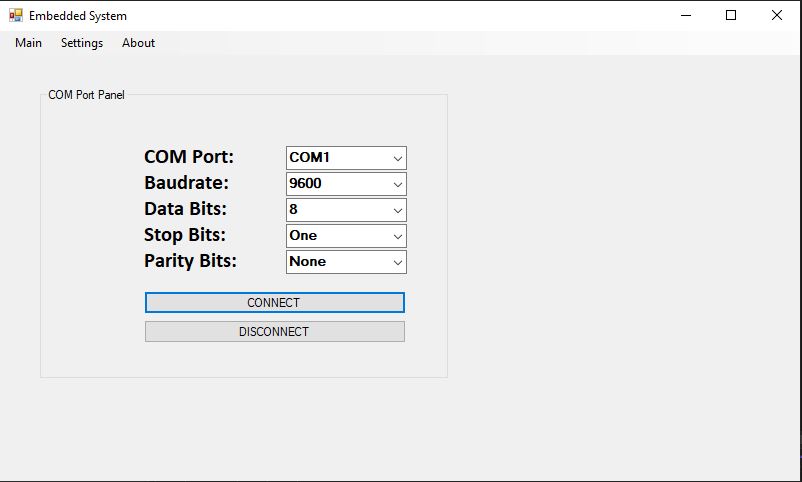 Embedded System
Main Settings About
COM Port Panel
COM Port: COM1
Baudrate: 9600
Data Bits: 8
Stop Bits: One
Parity Bits: None
CONNECT
DISCONNECT